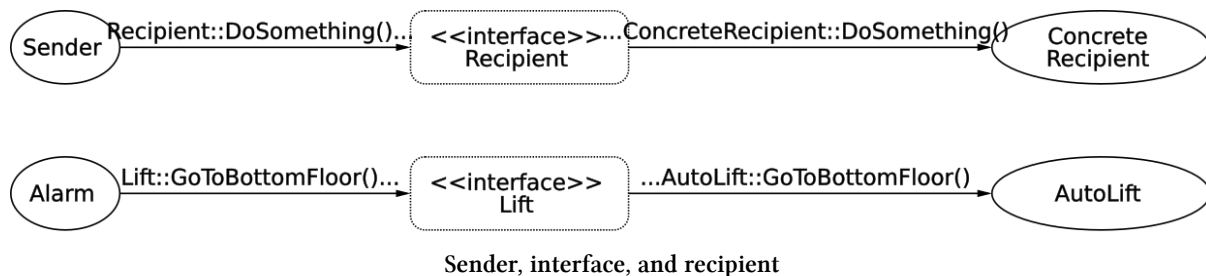 Sender
Recipient::DoSomething()...
<<interface>>
Recipient
...ConcreteRecipient::DoSomething()
Concrete
Recipient
Alarm
Lift::GoToBottomFloor()...
<<interface>>
Lift
...AutoLift::GoToBottomFloor()
AutoLift
Sender, interface, and recipient